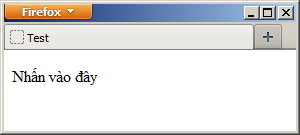 Firefox
Test
Nhấn vào đây